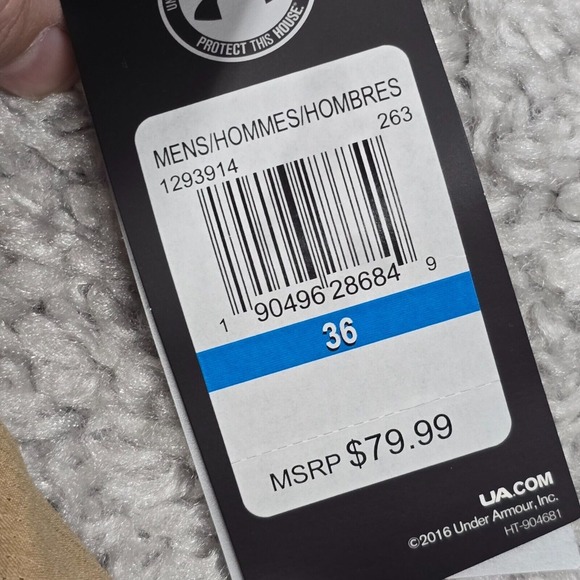 PROTECT THIS HOUSE
MENS/HOMMES/HOMBRES
1293914 263
1 90496 28684 9
36
MSRP $79.99
UA.COM
©2016 Under Armour, Inc.
HT-904681